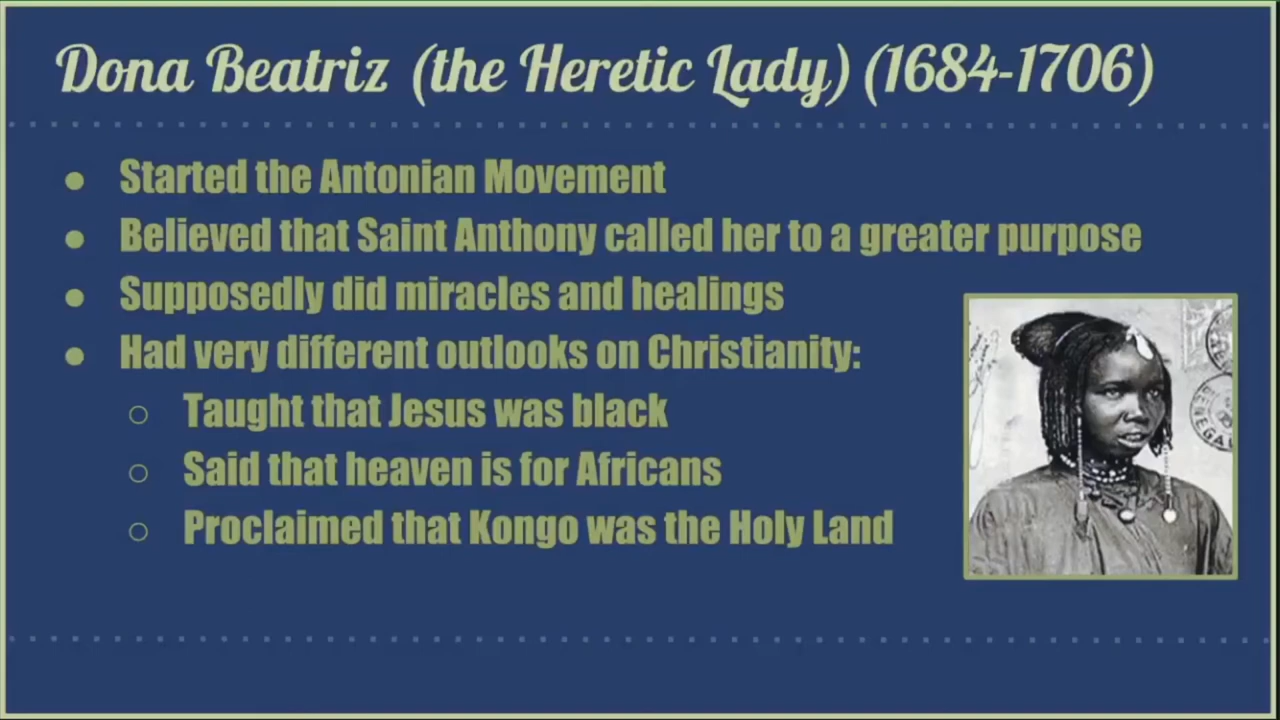 Dona Beatriz (the Heretic Lady) (1684-1706)
● Started the Antonian Movement
● Believed that Saint Anthony called her to a greater purpose
● Supposedly did miracles and healings
● Had very different outlooks on Christianity:
○ Taught that Jesus was black
○ Said that heaven is for Africans
○ Proclaimed that Kongo was the Holy Land